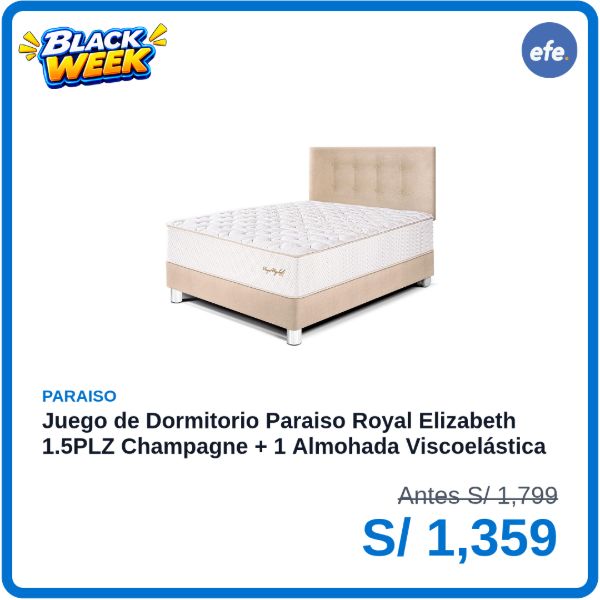 BLACK
WEEK
efe.
PARAISO
Juego de Dormitorio Paraiso Royal Elizabeth
1.5PLZ Champagne + 1 Almohada Viscoelástica
Antes S/ 1,799
S/ 1,359